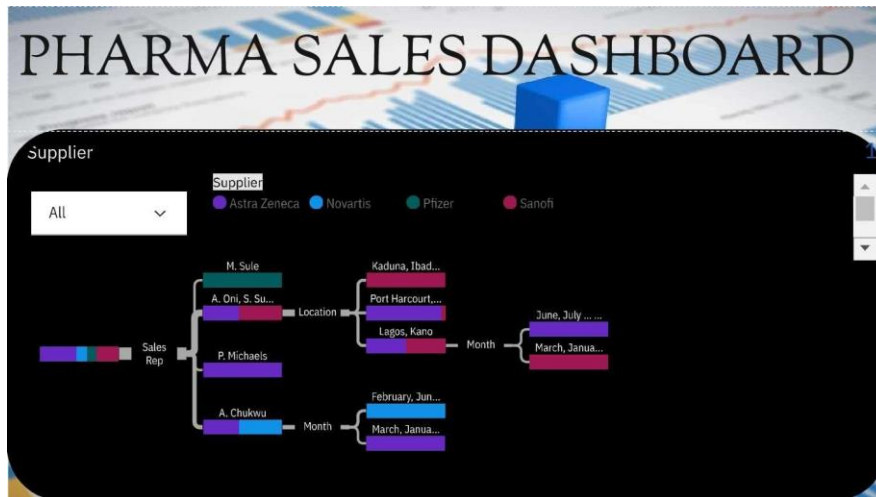 PHARMA SALES DASHBOARD
Supplier
Supplier
All
Astra Zeneca Novartis Pfizer Sanofi
M. Sule
Kaduna, Ibad...
A. Oni, S. Su...
Location
Port Harcourt,...
June, July ... ...
Lagos, Kano
Sales
Rep
P. Michaels
Month
March, Janua...
February, Jun...
A. Chukwu
Month
March, Janua...